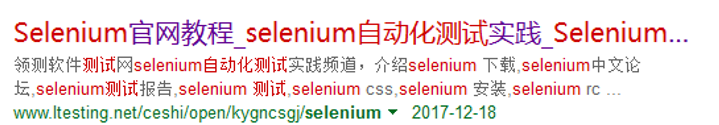 Selenium官网教程_selenium自动化测试实践_Selenium...
领测软件测试网selenium自动化测试实践频道，介绍selenium 下载,selenium中文论
坛,selenium测试报告,selenium 测试,selenium css,selenium 安装,selenium rc ...
www.ltesting.net/ceshi/open/kygncsgj/selenium 2017-12-18